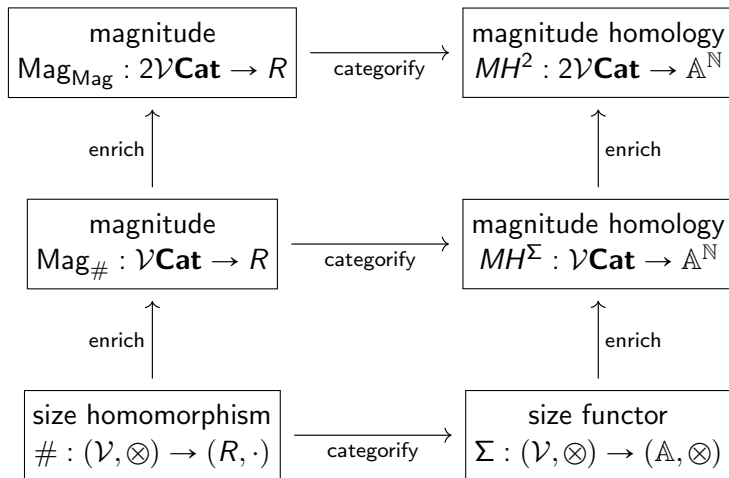 magnitude
Mag_Mag : 2𝒱Cat → R
categorify
magnitude homology
MH² : 2𝒱Cat → 𝔸^ℕ
enrich
enrich
magnitude
Mag_# : 𝒱Cat → R
categorify
magnitude homology
MH^Σ : 𝒱Cat → 𝔸^ℕ
enrich
enrich
size homomorphism
# : (𝒱, ⊗) → (R, ·)
categorify
size functor
Σ : (𝒱, ⊗) → (𝔸, ⊗)